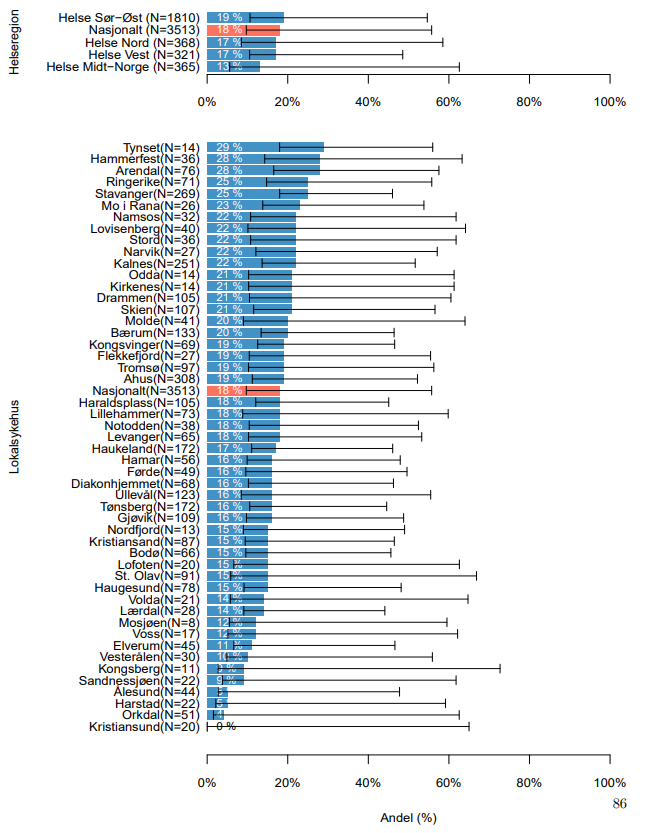 Helseregion
Helse Sør−Øst (N=1810) 19 %
Nasjonalt (N=3513) 18 %
Helse Nord (N=368) 17 %
Helse Vest (N=321) 17 %
Helse Midt−Norge (N=365) 13 %
0% 20% 40% 60% 80% 100%
Lokalsykehus
Tynset(N=14) 29 %
Hammerfest(N=36) 28 %
Arendal(N=76) 28 %
Ringerike(N=71) 25 %
Stavanger(N=269) 25 %
Mo i Rana(N=26) 23 %
Namsos(N=32) 22 %
Lovisenberg(N=40) 22 %
Stord(N=36) 22 %
Narvik(N=27) 22 %
Kalnes(N=251) 22 %
Odda(N=14) 21 %
Kirkenes(N=14) 21 %
Drammen(N=105) 21 %
Skien(N=107) 21 %
Molde(N=41) 20 %
Bærum(N=133) 20 %
Kongsvinger(N=69) 19 %
Flekkefjord(N=27) 19 %
Tromsø(N=97) 19 %
Ahus(N=308) 19 %
Nasjonalt(N=3513) 18 %
Haraldsplass(N=105) 18 %
Lillehammer(N=73) 18 %
Notodden(N=38) 18 %
Levanger(N=65) 18 %
Haukeland(N=172) 17 %
Hamar(N=56) 16 %
Førde(N=49) 16 %
Diakonhjemmet(N=68) 16 %
Ullevål(N=123) 16 %
Tønsberg(N=172) 16 %
Gjøvik(N=109) 16 %
Nordfjord(N=13) 15 %
Kristiansand(N=87) 15 %
Bodø(N=66) 15 %
Lofoten(N=20) 15 %
St. Olav(N=91) 15 %
Haugesund(N=78) 15 %
Volda(N=21) 14 %
Lærdal(N=28) 14 %
Mosjøen(N=8) 12 %
Voss(N=17) 12 %
Elverum(N=45) 11 %
Vesterålen(N=30) 10 %
Kongsberg(N=11) 9 %
Sandnessjøen(N=22) 9 %
Ålesund(N=44)
Harstad(N=22) 5
Orkdal(N=51) 4
Kristiansund(N=20) 0 %
0% 20% 40% 60% 80% 100%
Andel (%)
86